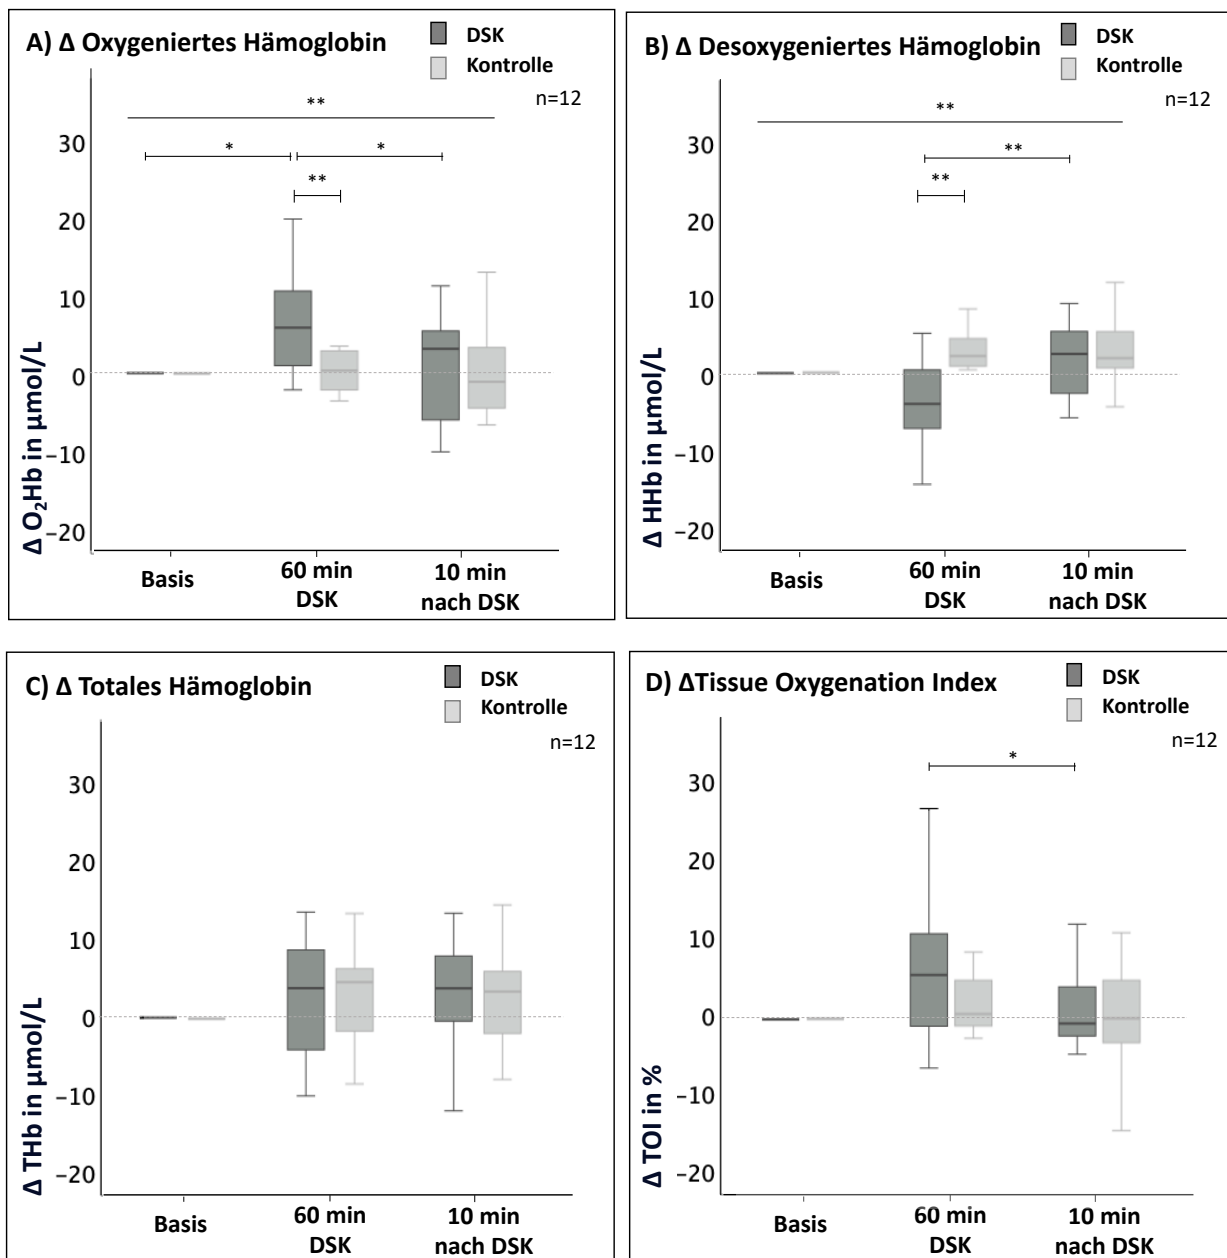 A) Δ Oxygeniertes Hämoglobin
DSK
Kontrolle
n=12
**
* *
**
30
20
10
0
−10
−20
Δ O₂Hb in µmol/L
Basis
60 min
DSK
10 min
nach DSK
B) Δ Desoxygeniertes Hämoglobin
DSK
Kontrolle
n=12
**
**
**
30
20
10
0
−10
−20
Δ HHb in µmol/L
Basis
60 min
DSK
10 min
nach DSK
C) Δ Totales Hämoglobin
DSK
Kontrolle
n=12
30
20
10
0
−10
−20
Δ THb in µmol/L
Basis
60 min
DSK
10 min
nach DSK
D) ΔTissue Oxygenation Index
DSK
Kontrolle
n=12
*
30
20
10
0
−10
−20
Δ TOI in %
Basis
60 min
DSK
10 min
nach DSK